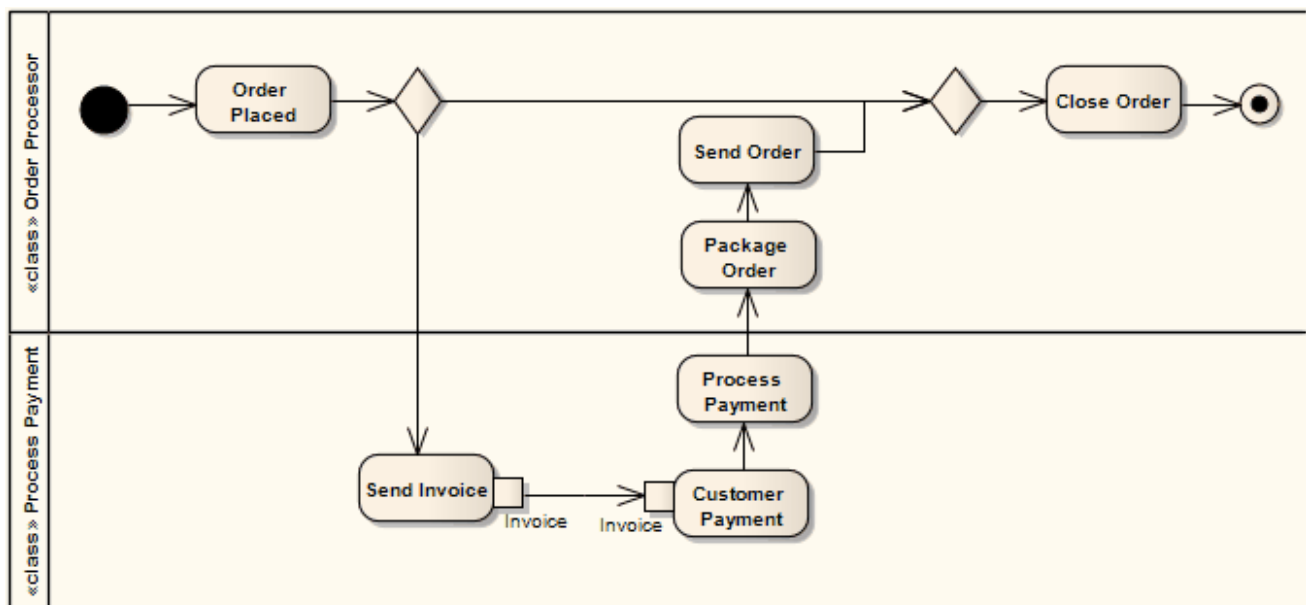 «class» Order Processor
Order
Placed
Close Order
Send Order
Package
Order
«class» Process Payment
Process
Payment
Send Invoice
Customer
Payment
Invoice
Invoice